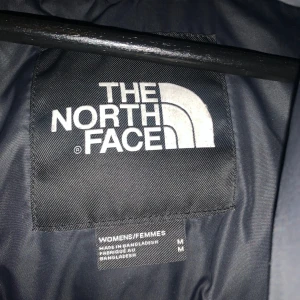 THE
NORTH
® FACE
WOMENS/FEMMES
MADE IN BANGLADESH M
FABRIQUÉ AU M
BANGLADESH